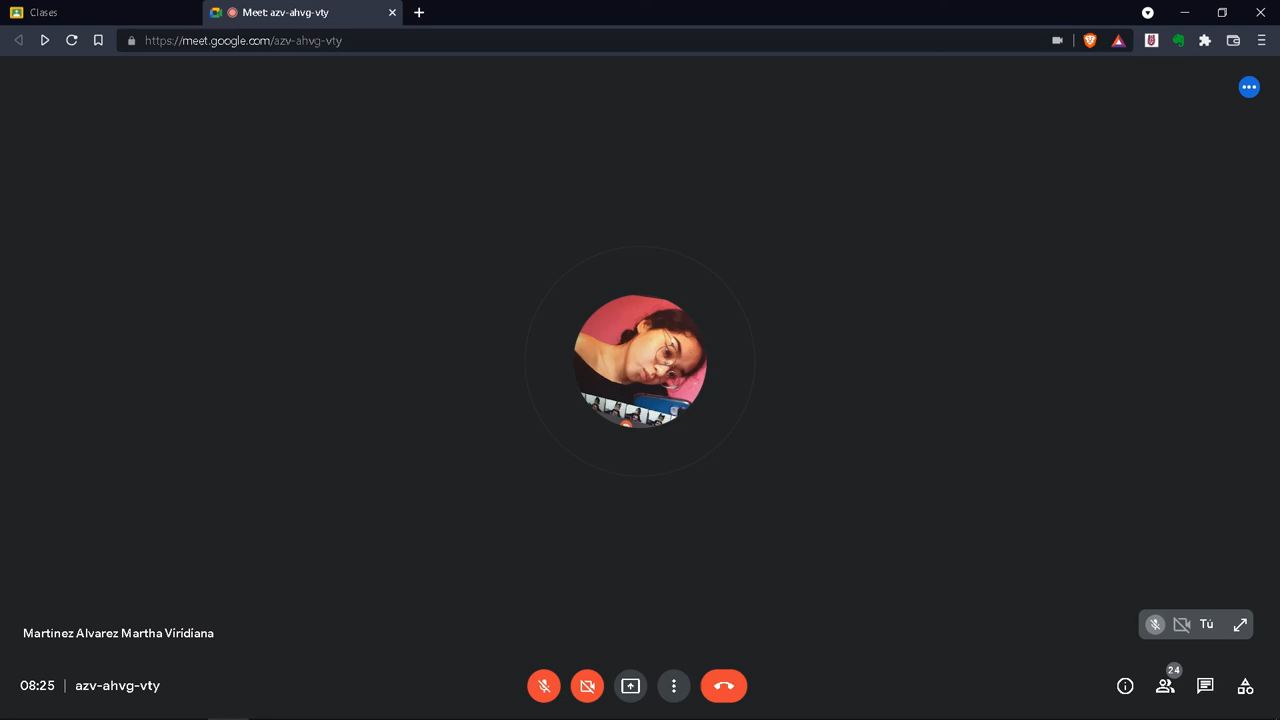 Clases
Meet: azv-ahvg-vty
https://meet.google.com/azv-ahvg-vty
Martinez Alvarez Martha Viridiana
Tú
24
08:25 | azv-ahvg-vty